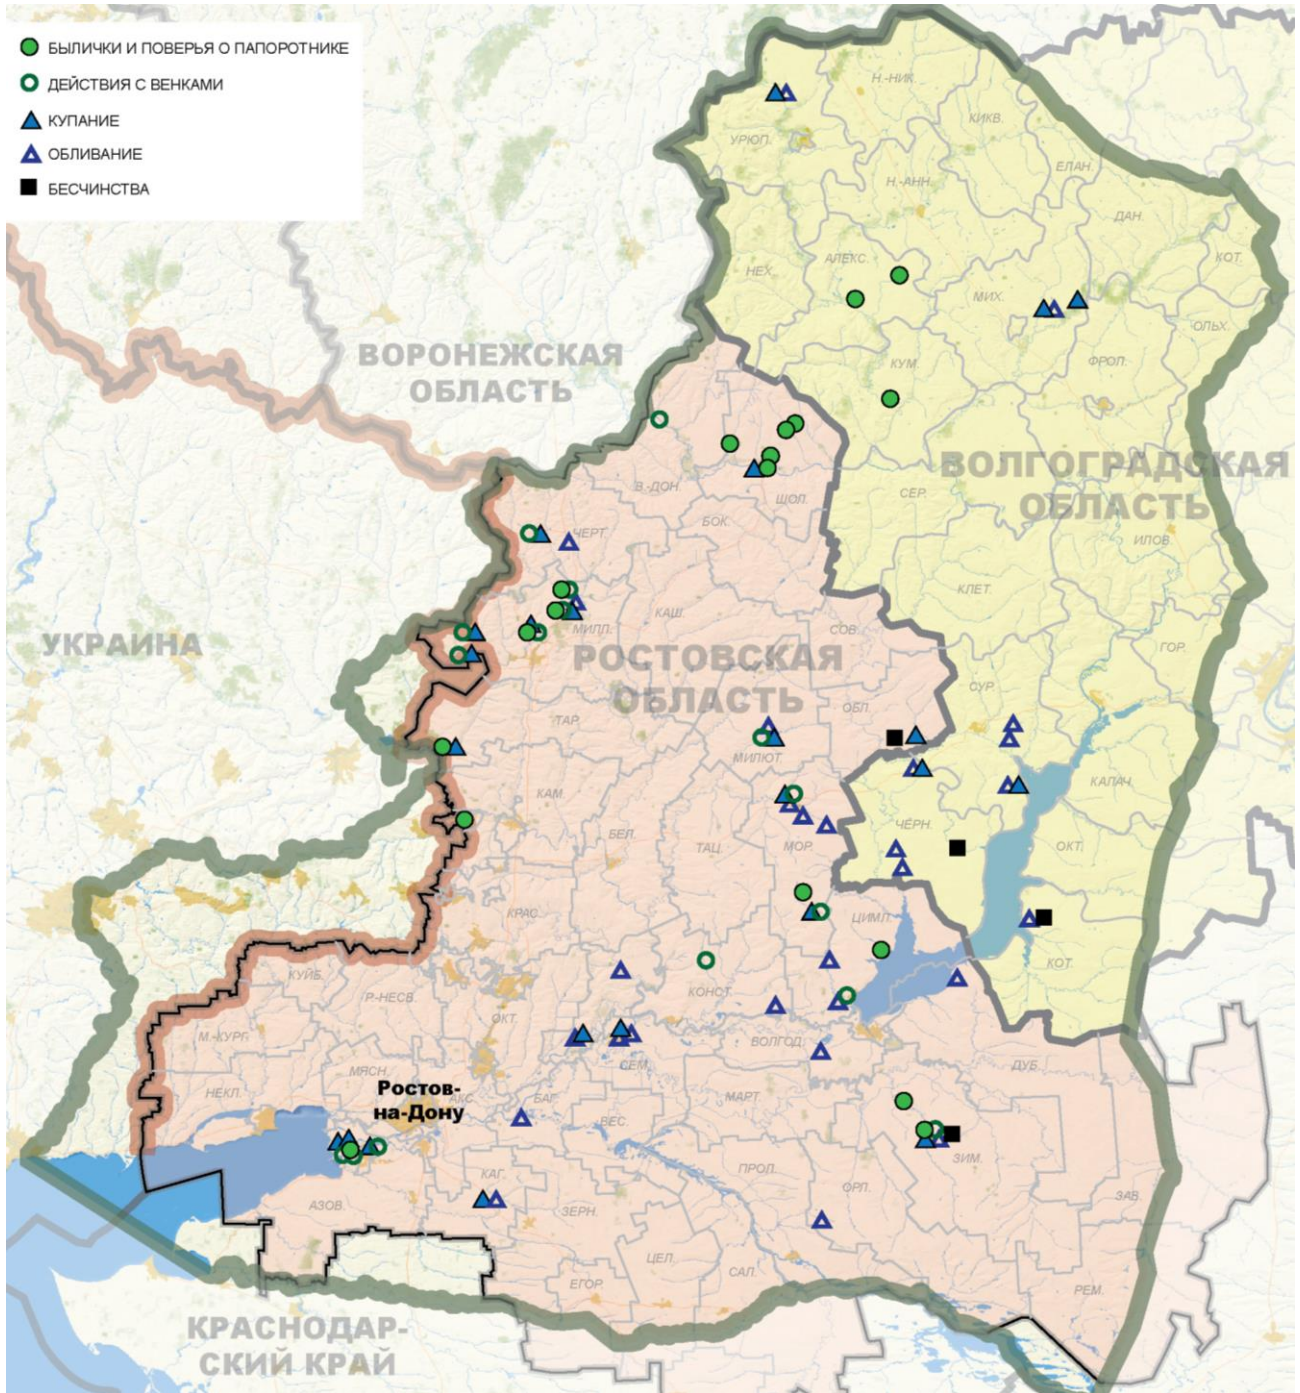 БЫЛИЧКИ И ПОВЕРЬЯ О ПАПОРОТНИКЕ
ДЕЙСТВИЯ С ВЕНКАМИ
КУПАНИЕ
ОБЛИВАНИЕ
БЕСЧИНСТВА
Н.-НИК.
УРЮП.
КИКВ.
ЕЛАН.
Н.-АНН.
ДАН.
НЕХ.
АЛЕКС.
КОТ.
МИХ.
ОЛЬХ.
ВОРОНЕЖСКАЯ
ОБЛАСТЬ
КУМ.
ФРОЛ.
ВОЛГОГРАДСКАЯ
ОБЛАСТЬ
В.-ДОН.
ШОЛ.
СЕР.
БОК.
ЧЕРТ.
ИЛОВ.
КЛЕТ.
КАШ.
МИЛЛ.
СОВ.
УКРАИНА
РОСТОВСКАЯ
ОБЛАСТЬ
ГОР.
СУР.
ОБЛ.
ТАР.
МИЛЮТ.
КАЛАЧ.
КАМ.
БЕЛ.
ЧЕРН.
ТАЦ.
МОР.
ОКТ.
КРАС.
ЦИМЛ.
КОТ.
КУЙБ.
Р-НЕСВ.
КОНСТ.
ОКТ.
М.-КУРГ.
ВОЛГОД.
СЕМ.
ДУБ.
МЯСН.
НЕКЛ.
Ростов-
на-Дону
АКС.
БАГ.
МАРТ.
ВЕС.
ЗИМ.
ПРОЛ.
КАГ.
ОРЛ.
АЗОВ.
ЗЕРН.
ЗАВ.
ЦЕЛ.
САЛ.
ЕГОР.
РЕМ.
КРАСНОДАР-
СКИЙ КРАЙ